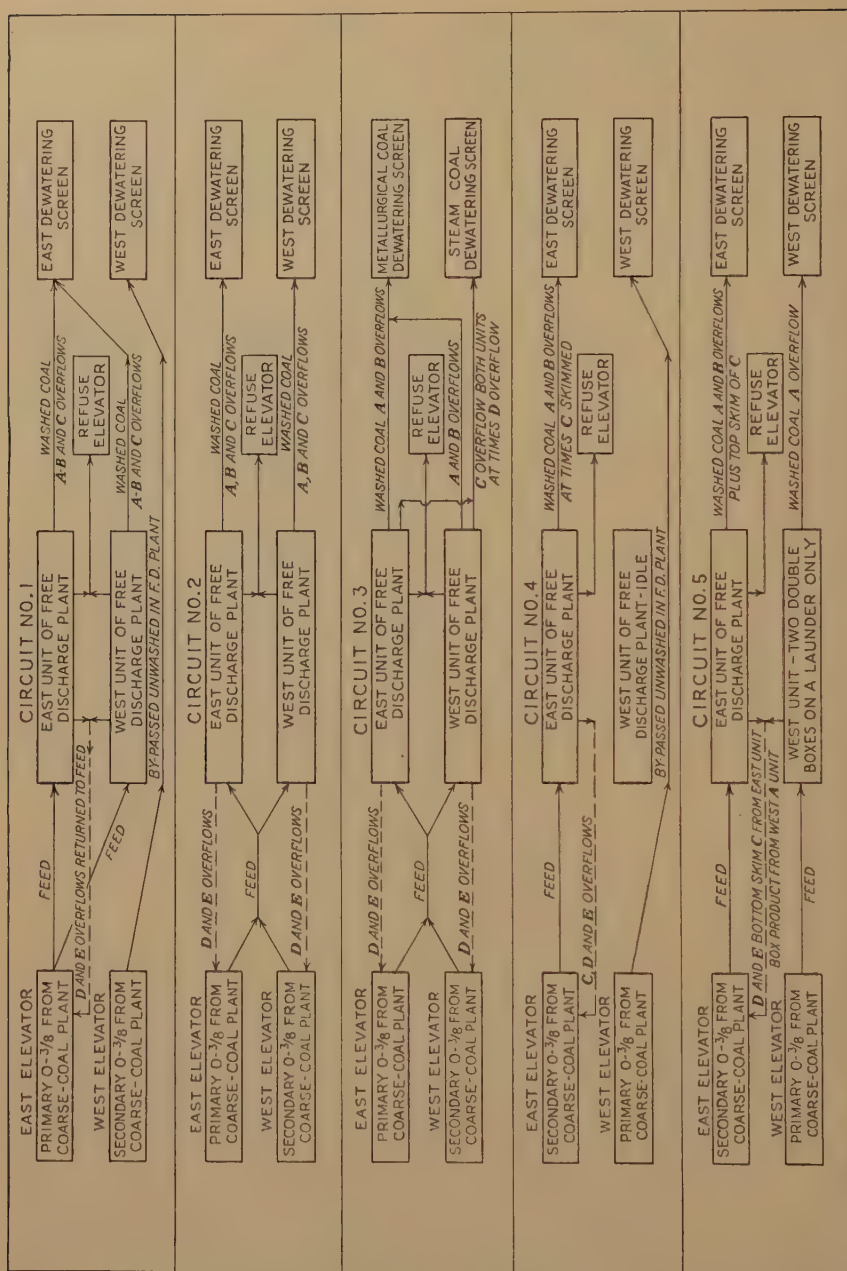 CIRCUIT NO.1
EAST ELEVATOR
PRIMARY 0-3/8 FROM
COARSE-COAL PLANT
WEST ELEVATOR
SECONDARY 0-3/8 FROM
COARSE-COAL PLANT
FEED
D AND E OVERFLOWS RETURNED TO FEED
FEED
EAST UNIT OF FREE
DISCHARGE PLANT
WEST UNIT OF FREE
DISCHARGE PLANT
BY-PASSED UNWASHED IN F.D. PLANT
WASHED COAL
A-B AND C OVERFLOWS
REFUSE
ELEVATOR
WASHED COAL
A-B AND C OVERFLOWS
EAST DEWATERING
SCREEN
WEST DEWATERING
SCREEN
CIRCUIT NO.2
EAST ELEVATOR
PRIMARY 0-3/8 FROM
COARSE-COAL PLANT
WEST ELEVATOR
SECONDARY 0-3/8 FROM
COARSE-COAL PLANT
D AND E OVERFLOWS
FEED
D AND E OVERFLOWS
EAST UNIT OF FREE
DISCHARGE PLANT
WEST UNIT OF FREE
DISCHARGE PLANT
WASHED COAL
A, B AND C OVERFLOWS
REFUSE
ELEVATOR
WASHED COAL
A, B AND C OVERFLOWS
EAST DEWATERING
SCREEN
WEST DEWATERING
SCREEN
CIRCUIT NO.3
EAST ELEVATOR
PRIMARY 0-3/8 FROM
COARSE-COAL PLANT
WEST ELEVATOR
SECONDARY 0-3/8 FROM
COARSE-COAL PLANT
D AND E OVERFLOWS
FEED
D AND E OVERFLOWS
EAST UNIT OF FREE
DISCHARGE PLANT
WEST UNIT OF FREE
DISCHARGE PLANT
WASHED COAL A AND B OVERFLOWS
REFUSE
ELEVATOR
A AND B OVERFLOWS
C OVERFLOW BOTH UNITS
AT TIMES D OVERFLOW
METALLURGICAL COAL
DEWATERING SCREEN
STEAM COAL
DEWATERING SCREEN
CIRCUIT NO.4
EAST ELEVATOR
SECONDARY 0-3/8 FROM
COARSE-COAL PLANT
WEST ELEVATOR
PRIMARY 0-3/8 FROM
COARSE-COAL PLANT
FEED
C, D AND E OVERFLOWS
EAST UNIT OF FREE
DISCHARGE PLANT
WEST UNIT OF FREE
DISCHARGE PLANT-IDLE
BY-PASSED UNWASHED IN F.D. PLANT
WASHED COAL A AND B OVERFLOWS
AT TIMES C SKIMMED
REFUSE
ELEVATOR
EAST DEWATERING
SCREEN
WEST DEWATERING
SCREEN
CIRCUIT NO.5
EAST ELEVATOR
SECONDARY 0-3/8 FROM
COARSE-COAL PLANT
WEST ELEVATOR
PRIMARY 0-3/8 FROM
COARSE-COAL PLANT
FEED
D AND E BOTTOM SKIM C FROM EAST UNIT
BOX PRODUCT FROM WEST A UNIT
FEED
EAST UNIT OF FREE
DISCHARGE PLANT
WEST UNIT - TWO DOUBLE
BOXES ON A LAUNDER ONLY
WASHED COAL A AND B OVERFLOWS
PLUS TOP SKIM OF C
REFUSE
ELEVATOR
WASHED COAL A OVERFLOW
EAST DEWATERING
SCREEN
WEST DEWATERING
SCREEN